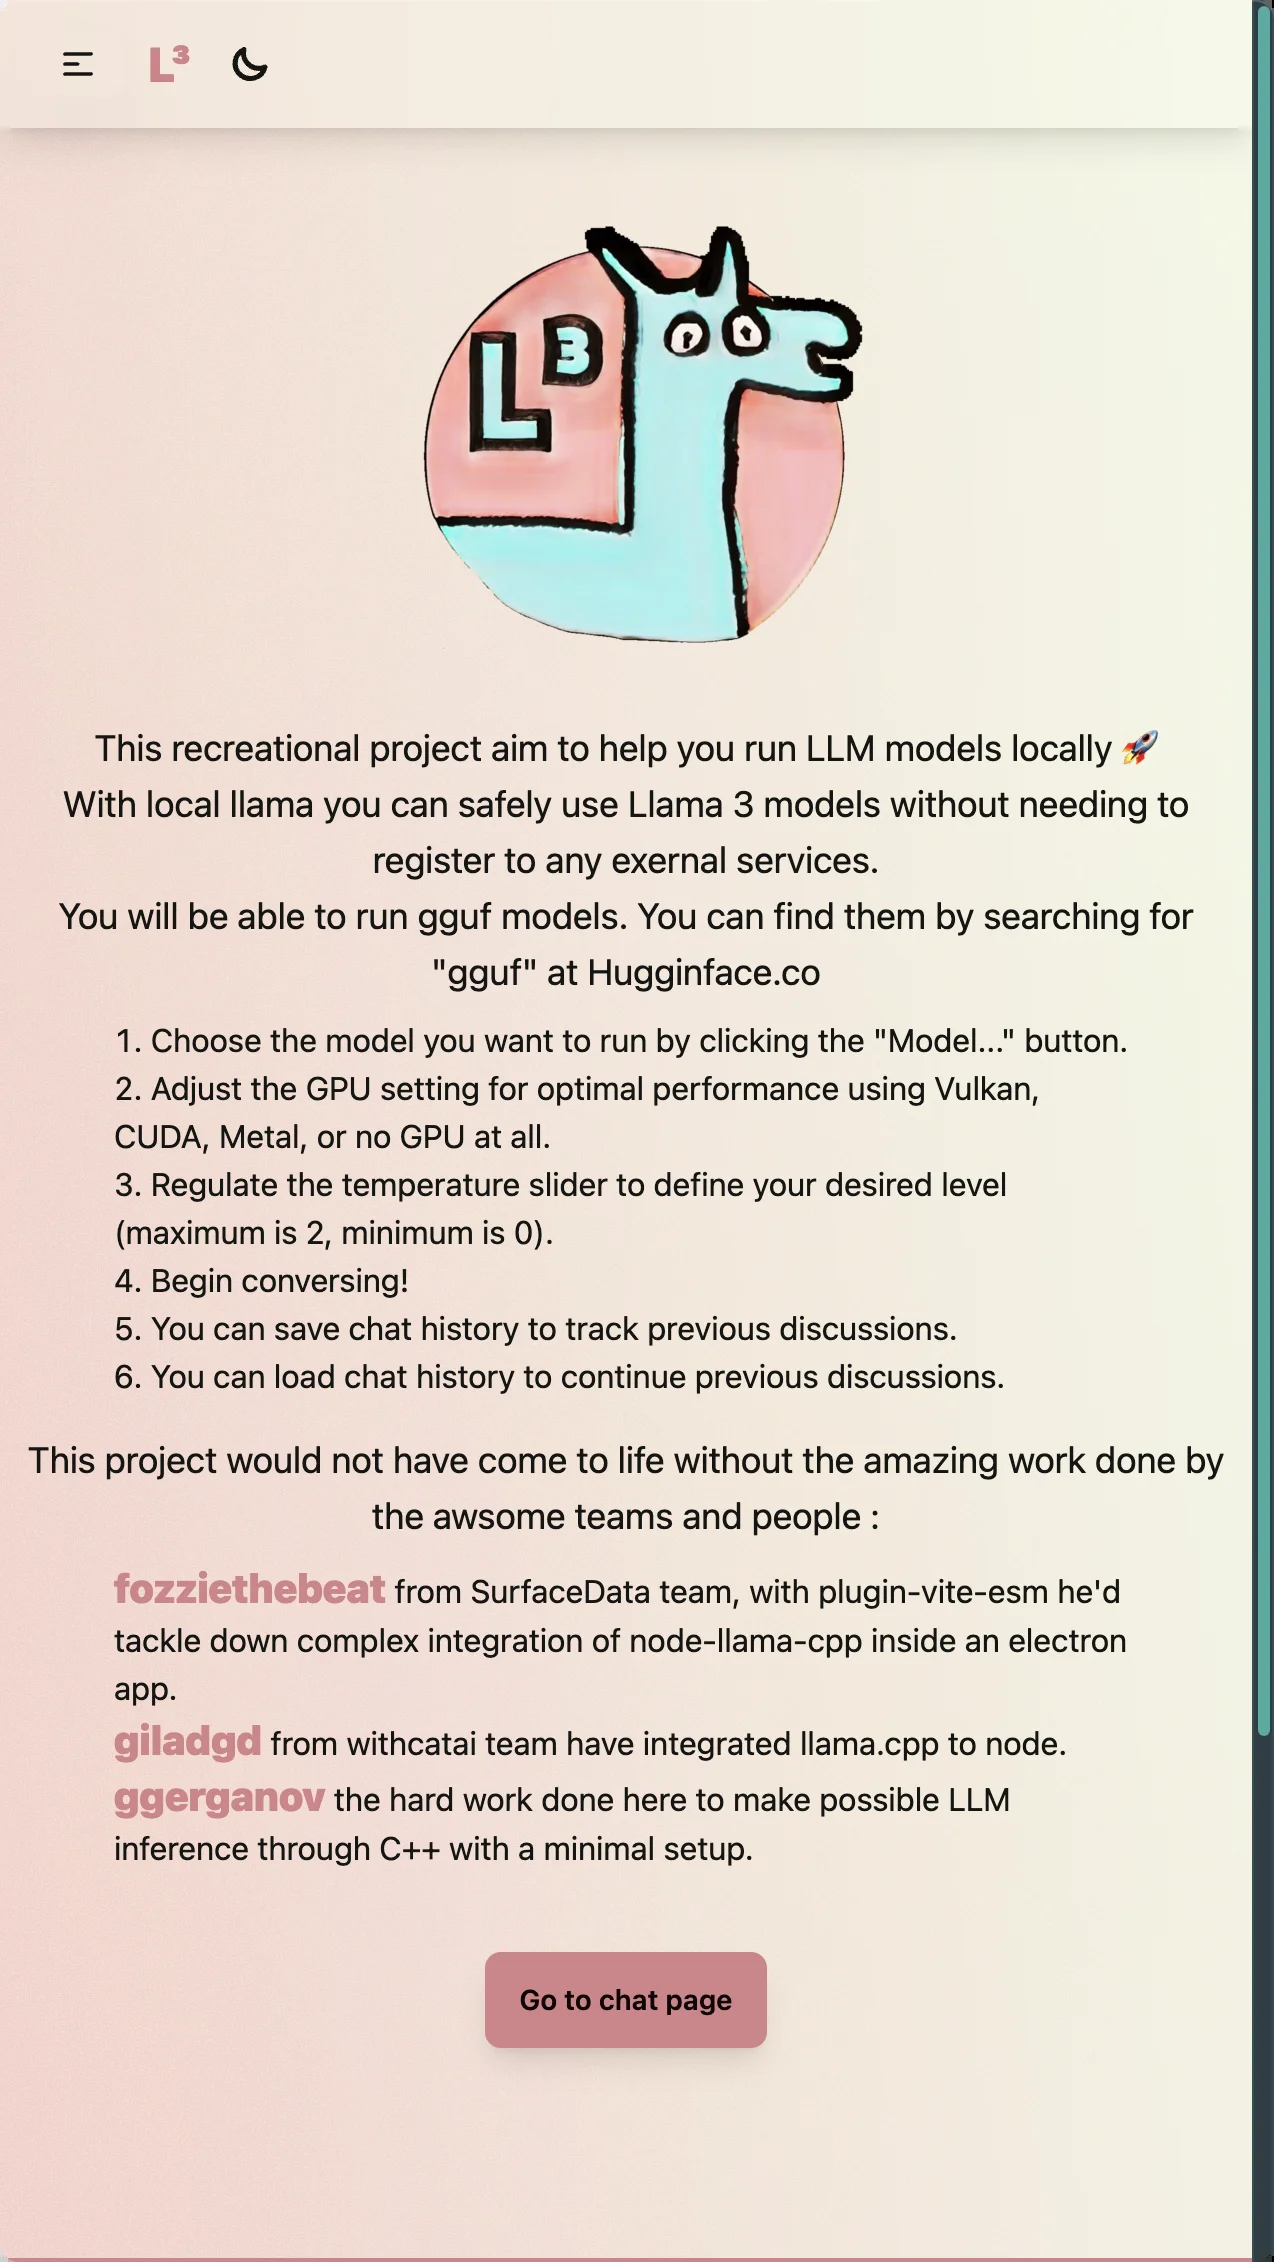 L³
L3
This recreational project aim to help you run LLM models locally 🚀
With local llama you can safely use Llama 3 models without needing to
register to any exernal services.
You will be able to run gguf models. You can find them by searching for
"gguf" at Hugginface.co
1. Choose the model you want to run by clicking the "Model..." button.
2. Adjust the GPU setting for optimal performance using Vulkan,
CUDA, Metal, or no GPU at all.
3. Regulate the temperature slider to define your desired level
(maximum is 2, minimum is 0).
4. Begin conversing!
5. You can save chat history to track previous discussions.
6. You can load chat history to continue previous discussions.
This project would not have come to life without the amazing work done by
the awsome teams and people :
fozziethebeat from SurfaceData team, with plugin-vite-esm he'd
tackle down complex integration of node-llama-cpp inside an electron
app.
giladgd from withcatai team have integrated llama.cpp to node.
ggerganov the hard work done here to make possible LLM
inference through C++ with a minimal setup.
Go to chat page